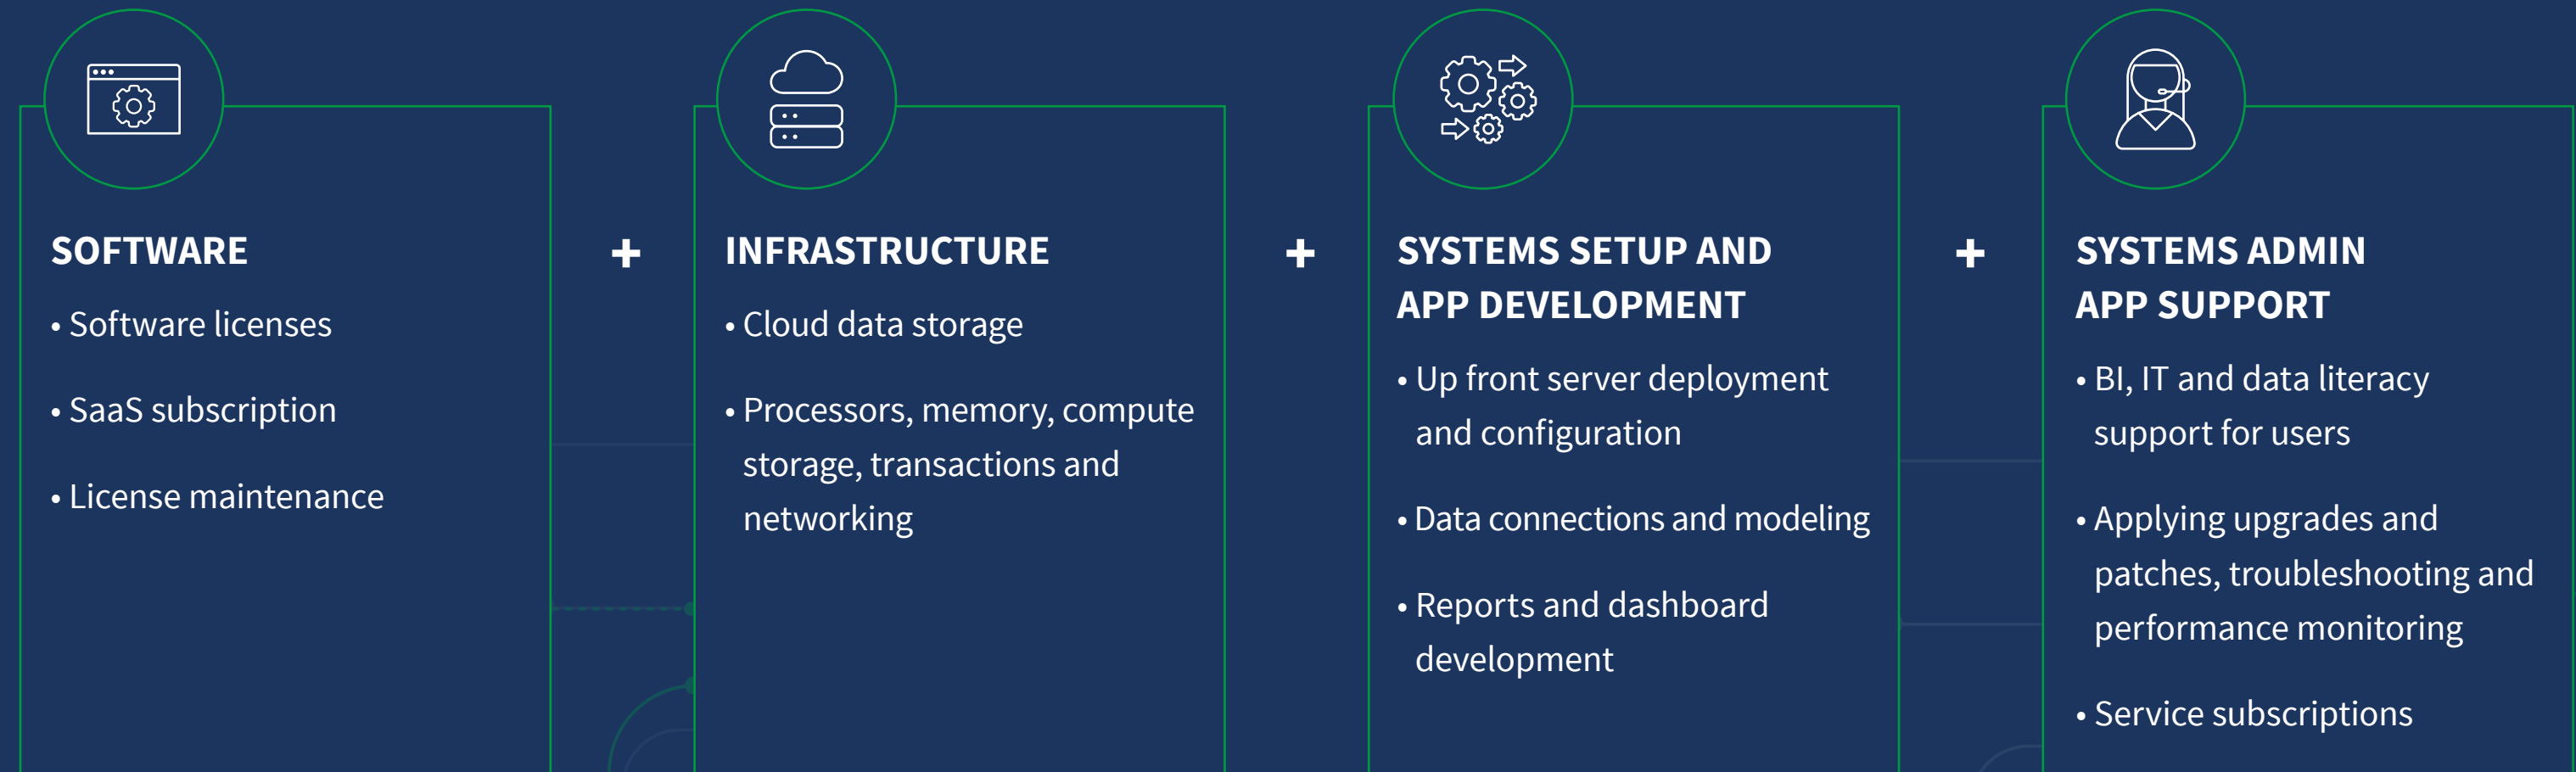 SOFTWARE
• Software licenses
• SaaS subscription
• License maintenance
+
INFRASTRUCTURE
• Cloud data storage
• Processors, memory, compute
storage, transactions and
networking
+
SYSTEMS SETUP AND
APP DEVELOPMENT
• Up front server deployment
and configuration
• Data connections and modeling
• Reports and dashboard
development
+
SYSTEMS ADMIN
APP SUPPORT
• BI, IT and data literacy
support for users
• Applying upgrades and
patches, troubleshooting and
performance monitoring
• Service subscriptions